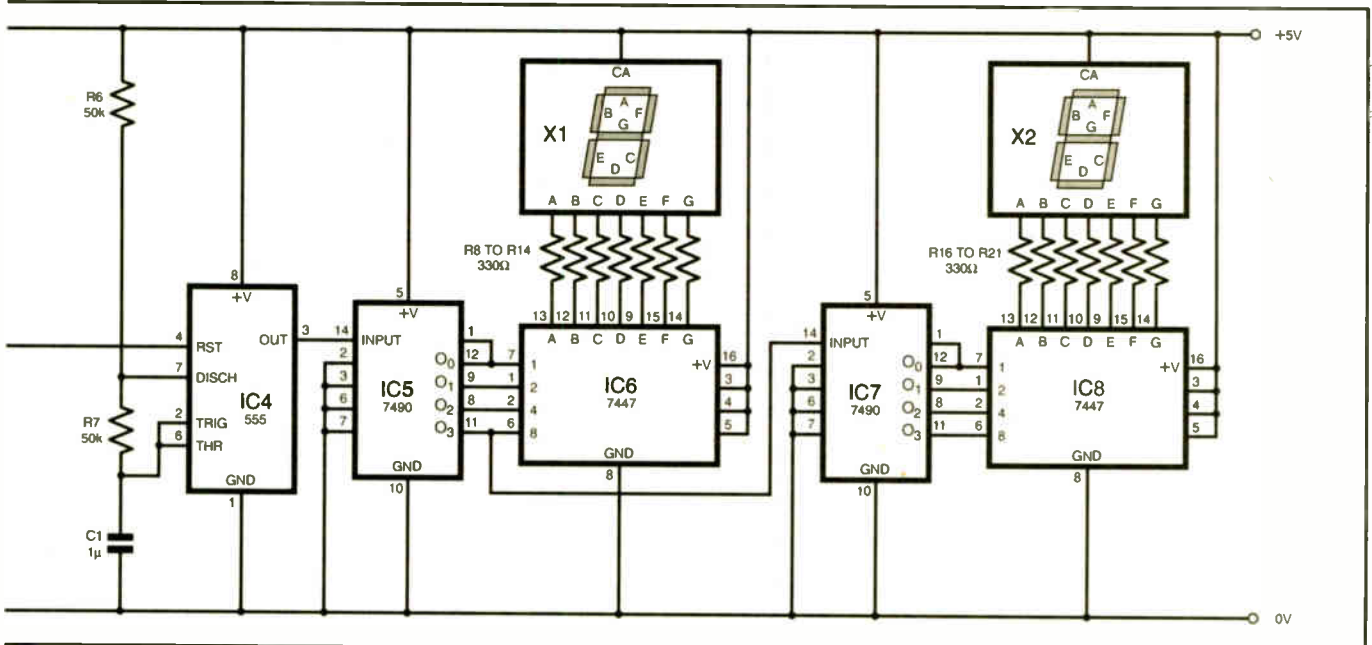 +5V
R6
50k
CA
X1
A
B F
G
E C
D
A B C D E F G
R8 TO R14
330Ω
CA
X2
A
B F
G
E C
D
A B C D E F G
R16 TO R21
330Ω
8
+V
4 RST
OUT 3
7 DISCH
IC4
555
2 TRIG
6 THR
GND
1
R7
50k
C1
1μ
5
+V
14 INPUT
2
3
6
7
IC5
7490
1
O0 12
O1 9
O2 8
O3 11
GND
10
13 12 11 10 9 15 14
A B C D E F G
7 1
1 2
2 4
6 8
IC6
7447
+V 16
3
4
5
GND
8
5
+V
14 INPUT
2
3
6
7
IC7
7490
1
O0 12
O1 9
O2 8
O3 11
GND
10
13 12 11 10 9 15 14
A B C D E F G
7 1
1 2
2 4
6 8
IC8
7447
+V 16
3
4
5
GND
8
0V